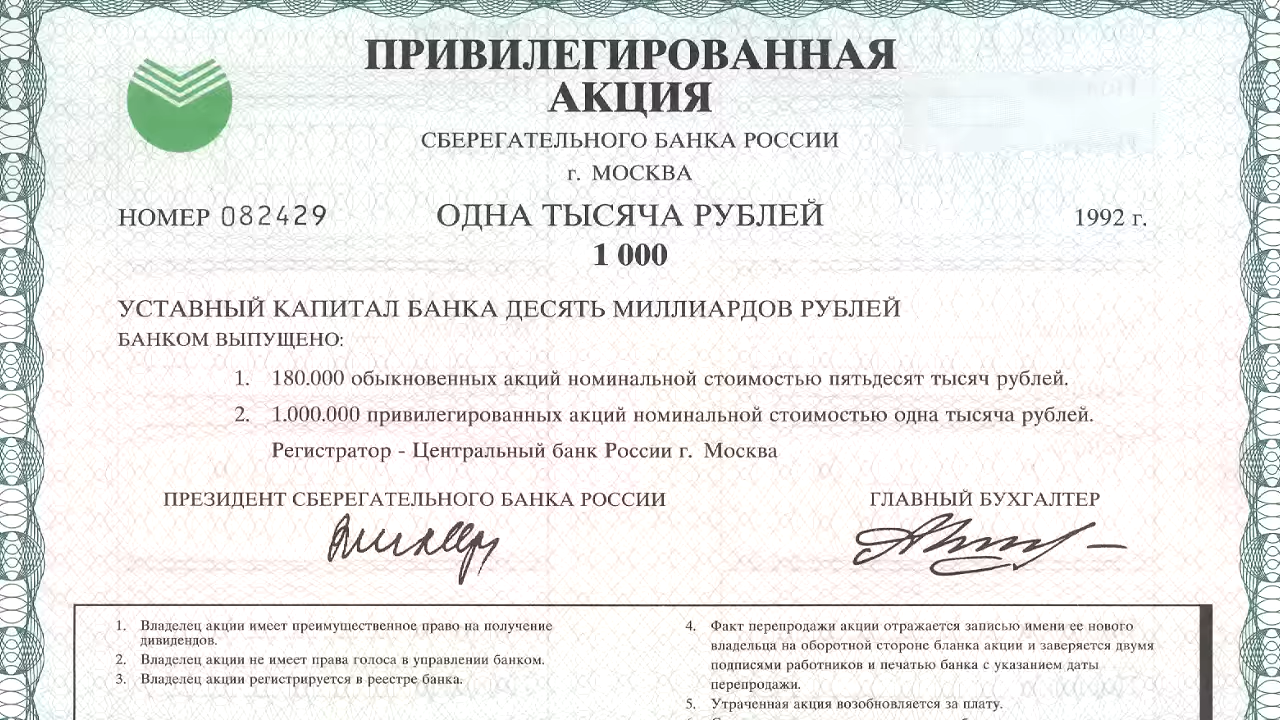 ПРИВИЛЕГИРОВАННАЯ
АКЦИЯ
СБЕРЕГАТЕЛЬНОГО БАНКА РОССИИ
г. МОСКВА
НОМЕР 082429
ОДНА ТЫСЯЧА РУБЛЕЙ
1992 г.
1 000
УСТАВНЫЙ КАПИТАЛ БАНКА ДЕСЯТЬ МИЛЛИАРДОВ РУБЛЕЙ
БАНКОМ ВЫПУЩЕНО:
1. 180.000 обыкновенных акций номинальной стоимостью пятьдесят тысяч рублей.
2. 1.000.000 привилегированных акций номинальной стоимостью одна тысяча рублей.
Регистратор - Центральный банк России г. Москва
ПРЕЗИДЕНТ СБЕРЕГАТЕЛЬНОГО БАНКА РОССИИ
ГЛАВНЫЙ БУХГАЛТЕР
1. Владелец акции имеет преимущественное право на получение
дивидендов.
2. Владелец акции не имеет права голоса в управлении банком.
3. Владелец акции регистрируется в реестре банка.
4. Факт перепродажи акции отражается записью имени ее нового
владельца на оборотной стороне бланка акции и заверяется двумя
подписями работников и печатью банка с указанием даты
перепродажи.
5. Утраченная акция возобновляется за плату.